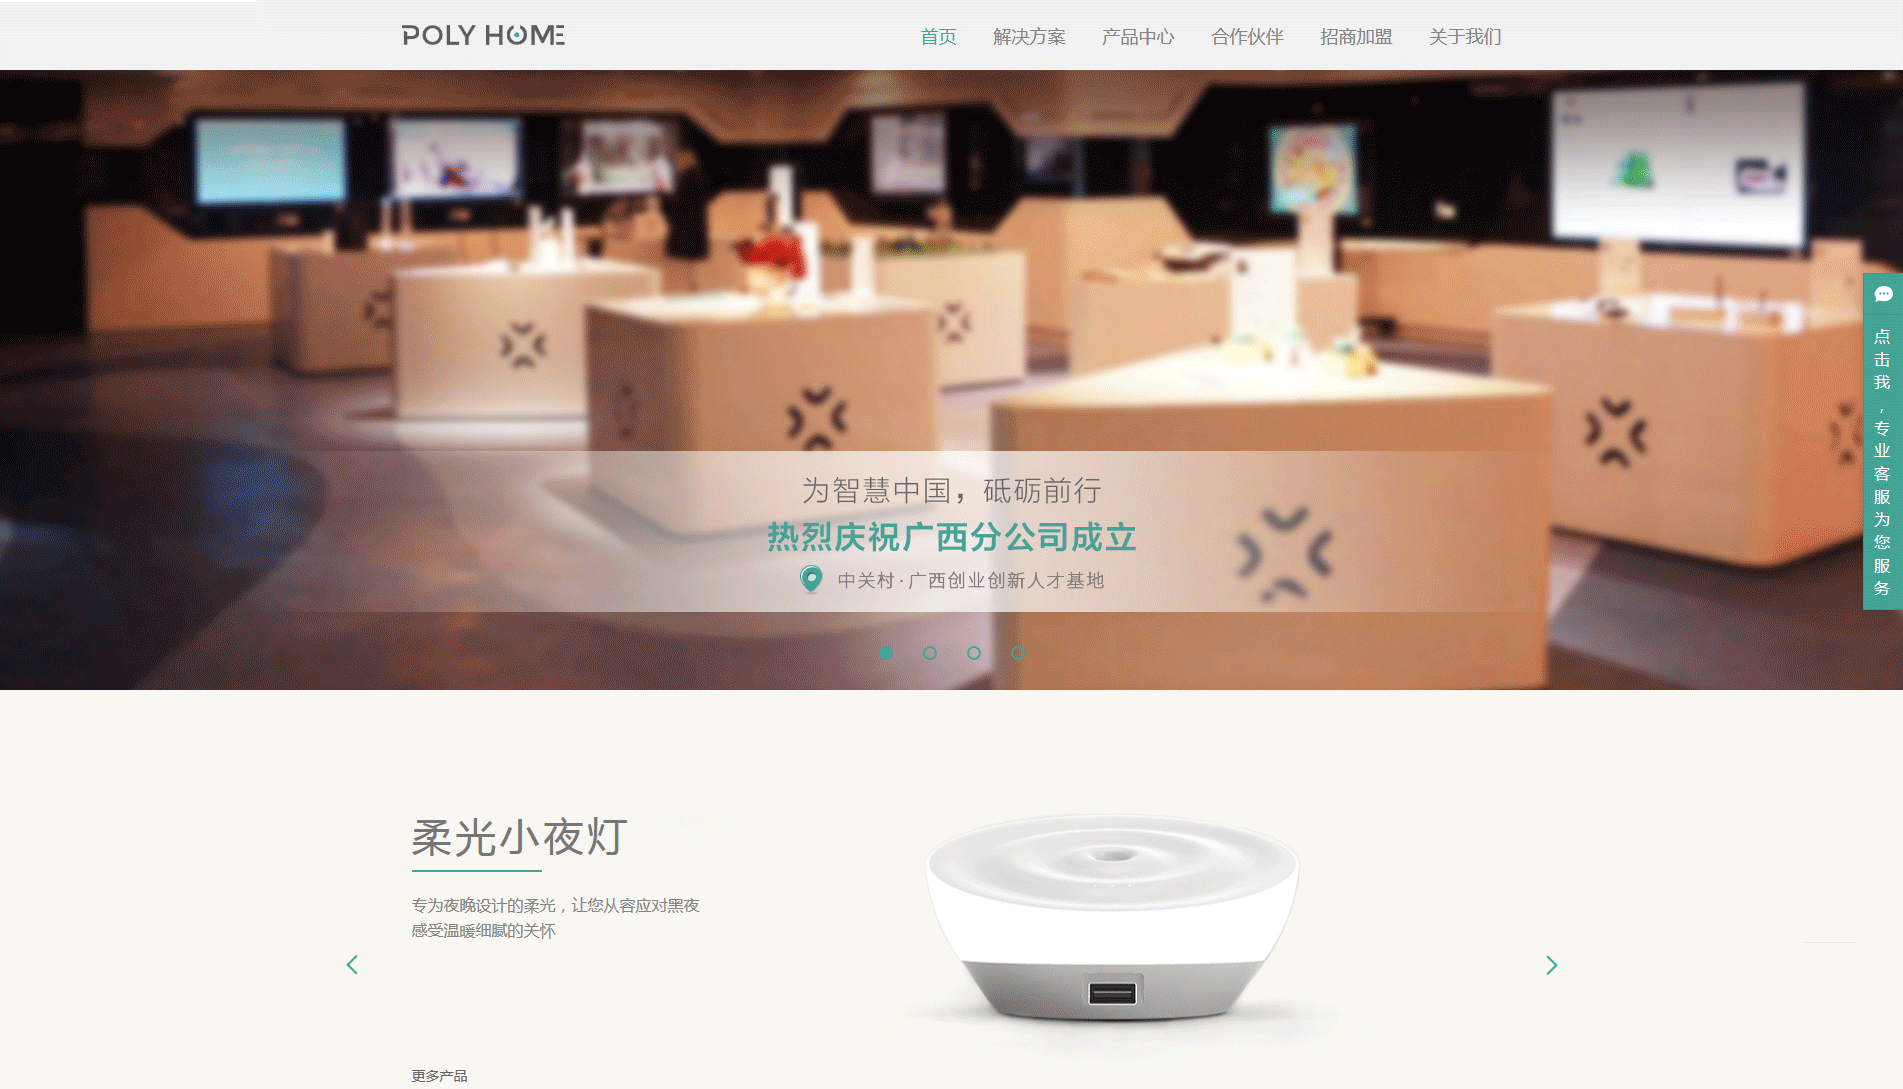 POLY HOME
首页 解决方案 产品中心 合作伙伴 招商加盟 关于我们
为智慧中国，砥砺前行
热烈庆祝广西分公司成立
中关村·广西创业创新人才基地
点击我，专业客服为您服务
柔光小夜灯
专为夜晚设计的柔光，让您从容应对黑夜
感受温暖细腻的关怀
更多产品